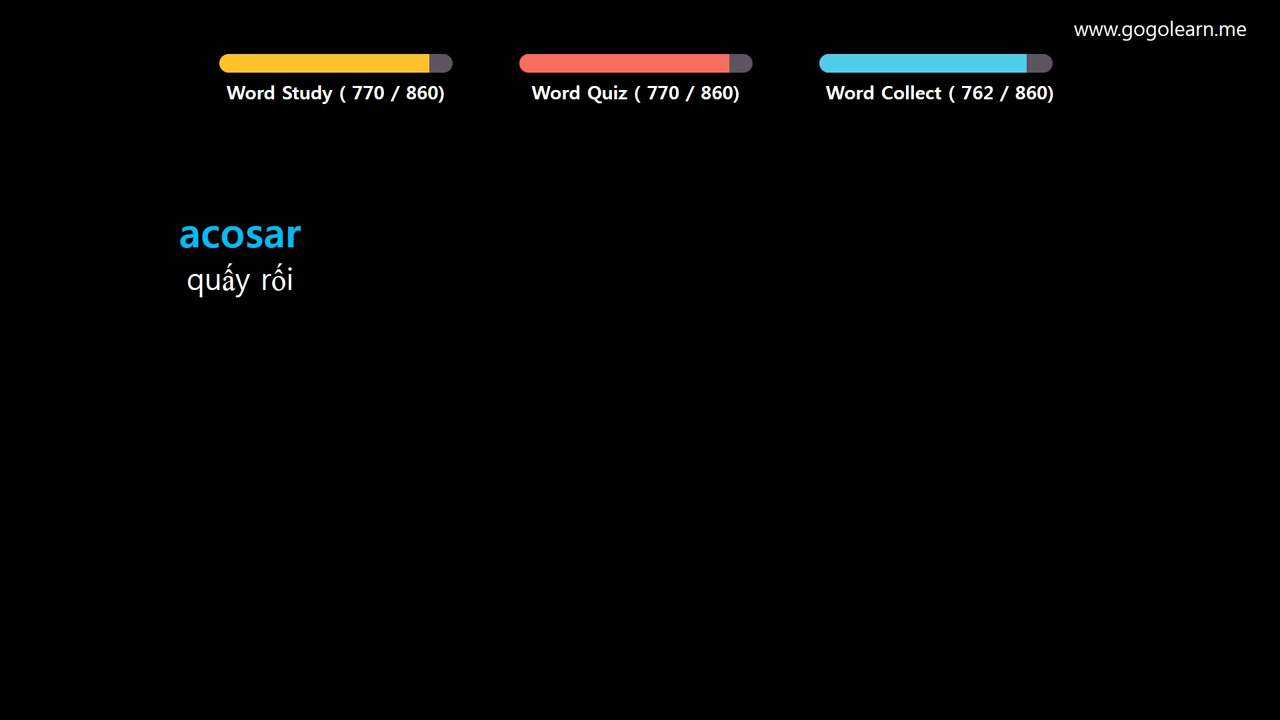 www.gogolearn.me
Word Study ( 770 / 860)
Word Quiz ( 770 / 860)
Word Collect ( 762 / 860)
acosar
quấy rối